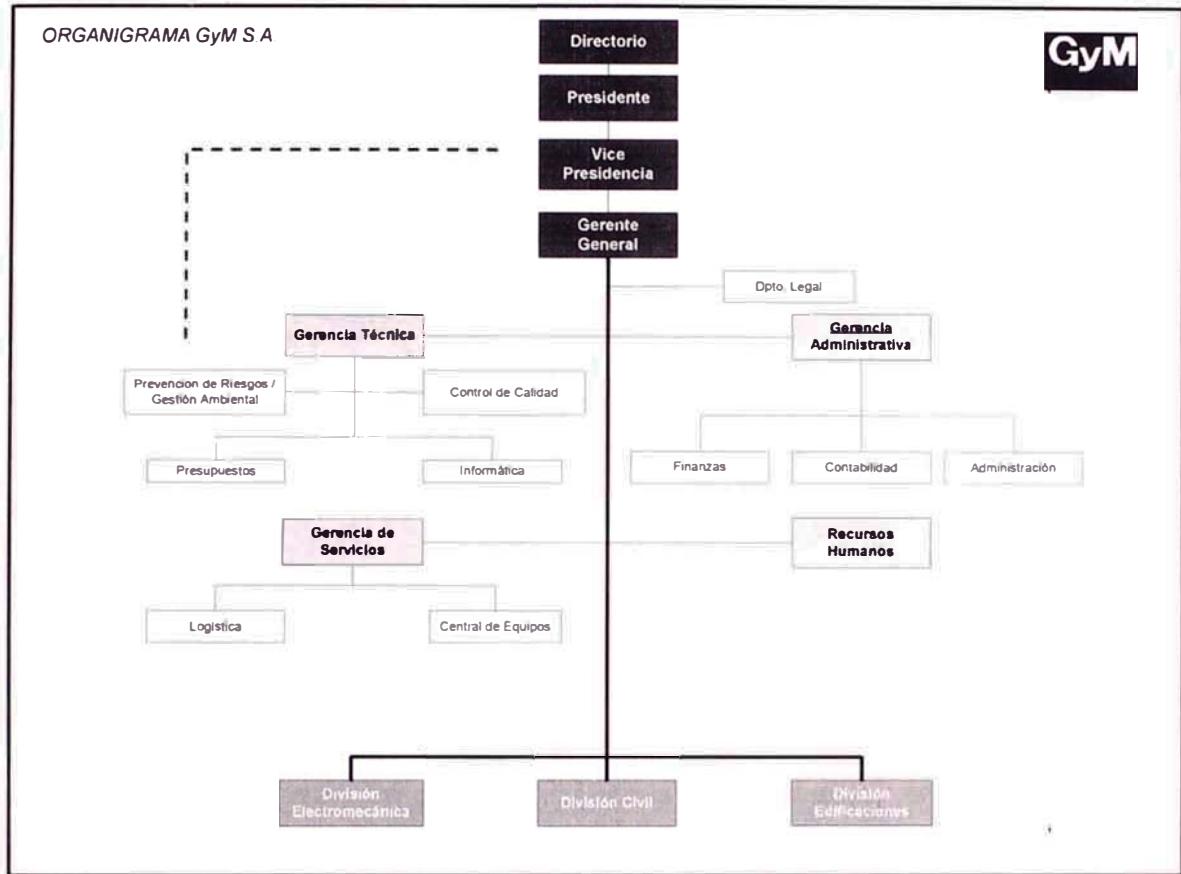 ORGANIGRAMA GyM S.A.
GyM
Directorio
Presidente
Vice
Presidencia
Gerente
General
Dpto. Legal
Gerencia Técnica
Gerencia
Administrativa
Prevencion de Riesgos /
Gestión Ambiental
Control de Calidad
Presupuestos
Informática
Finanzas
Contabilidad
Administración
Gerencia de
Servicios
Recursos
Humanos
Logística
Central de Equipos
División
Electromecánica
División Civil
División
Edificaciones